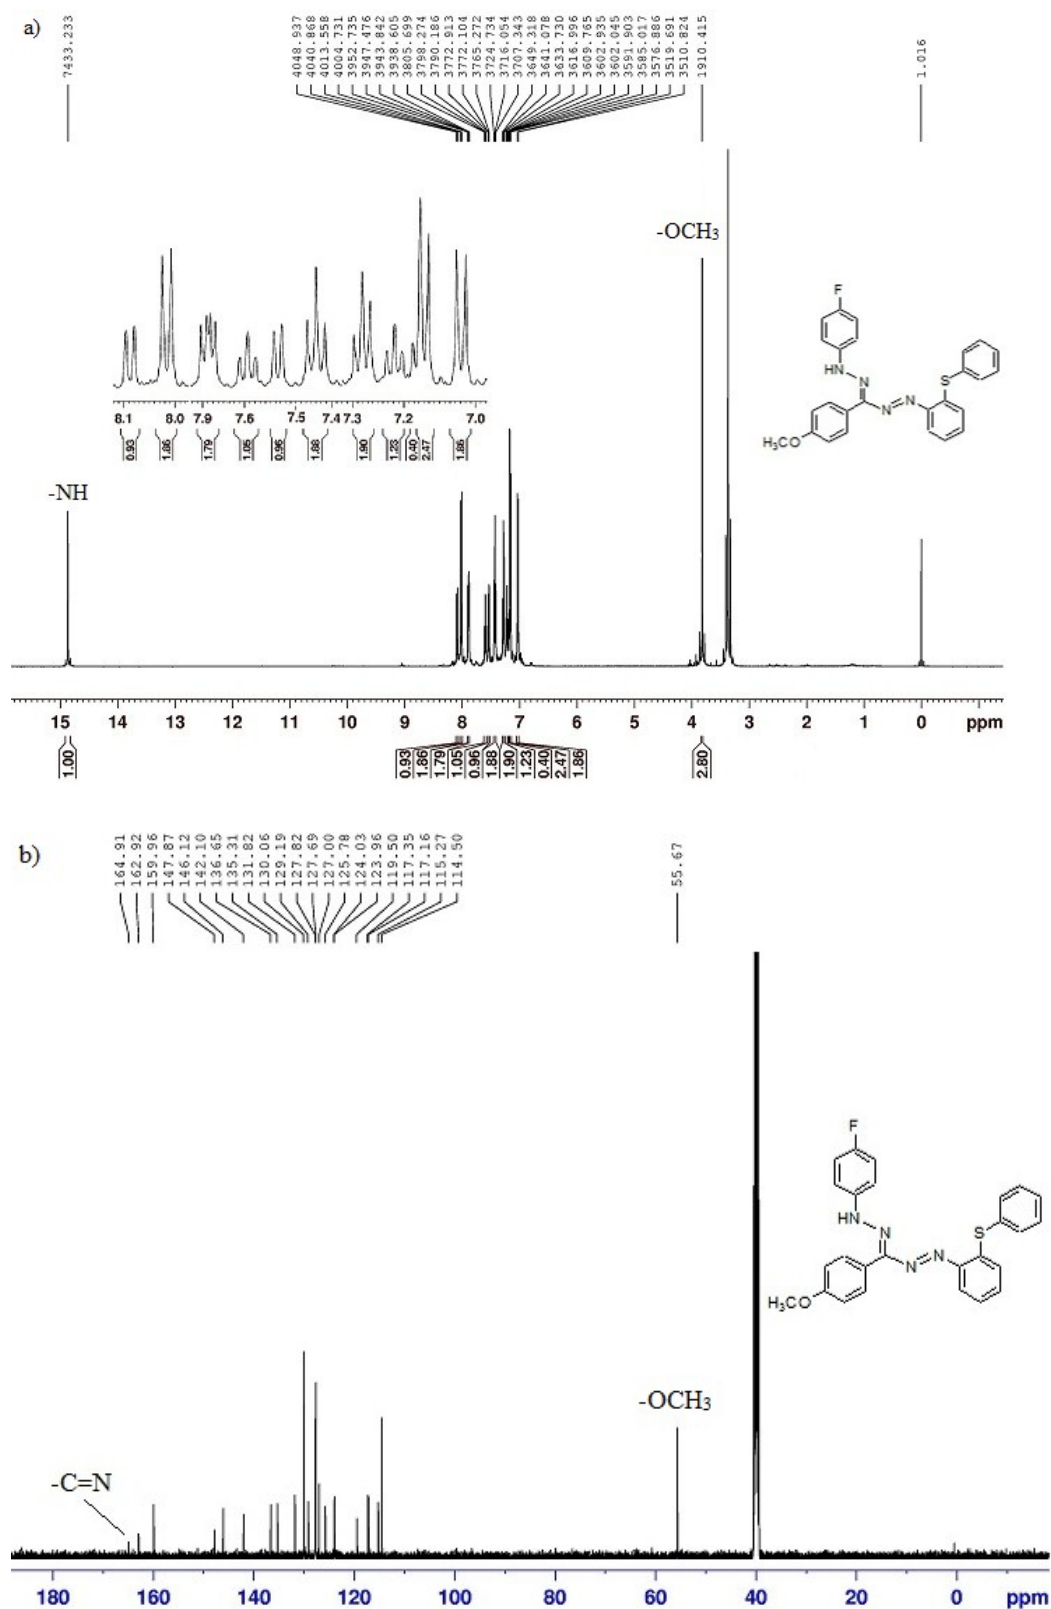 a)
7433.233
4048.937
4040.868
4013.558
4004.731
3952.735
3947.476
3943.842
3938.605
3805.699
3798.274
3790.186
3772.913
3772.104
3765.272
3724.734
3716.054
3707.343
3649.318
3641.078
3633.730
3616.996
3609.765
3602.935
3602.045
3591.903
3585.017
3576.886
3519.691
3510.824
1910.415
1.016
-OCH3
F
HN
N
S
N
N
H3CO
8.1 8.0 7.9 7.6 7.5 7.4 7.3 7.2 7.0
0.93 1.86 1.79 1.05 0.96 1.88 1.90 1.23 0.40 2.47 1.86
-NH
15 14 13 12 11 10 9 8 7 6 5 4 3 2 1 0 ppm
1.00 0.93 1.86 1.79 1.05 0.96 1.88 1.90 1.23 0.40 2.47 1.86 2.80
b)
164.91
162.92
159.96
147.87
146.12
142.10
136.65
135.31
131.82
130.06
129.19
127.82
127.69
127.00
125.78
124.03
123.96
119.50
117.35
117.16
115.27
114.50
55.67
F
HN
N
S
N
N
H3CO
-OCH3
-C=N
180 160 140 120 100 80 60 40 20 0 ppm